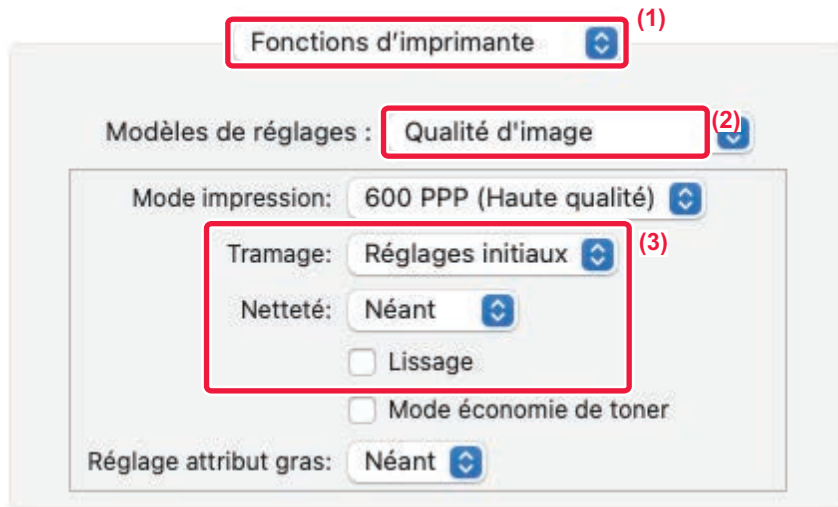 Fonctions d’imprimante (1)
Modèles de réglages : Qualité d'image (2)
Mode impression: 600 PPP (Haute qualité)
Tramage: Réglages initiaux (3)
Netteté: Néant
Lissage
Mode économie de toner
Réglage attribut gras: Néant